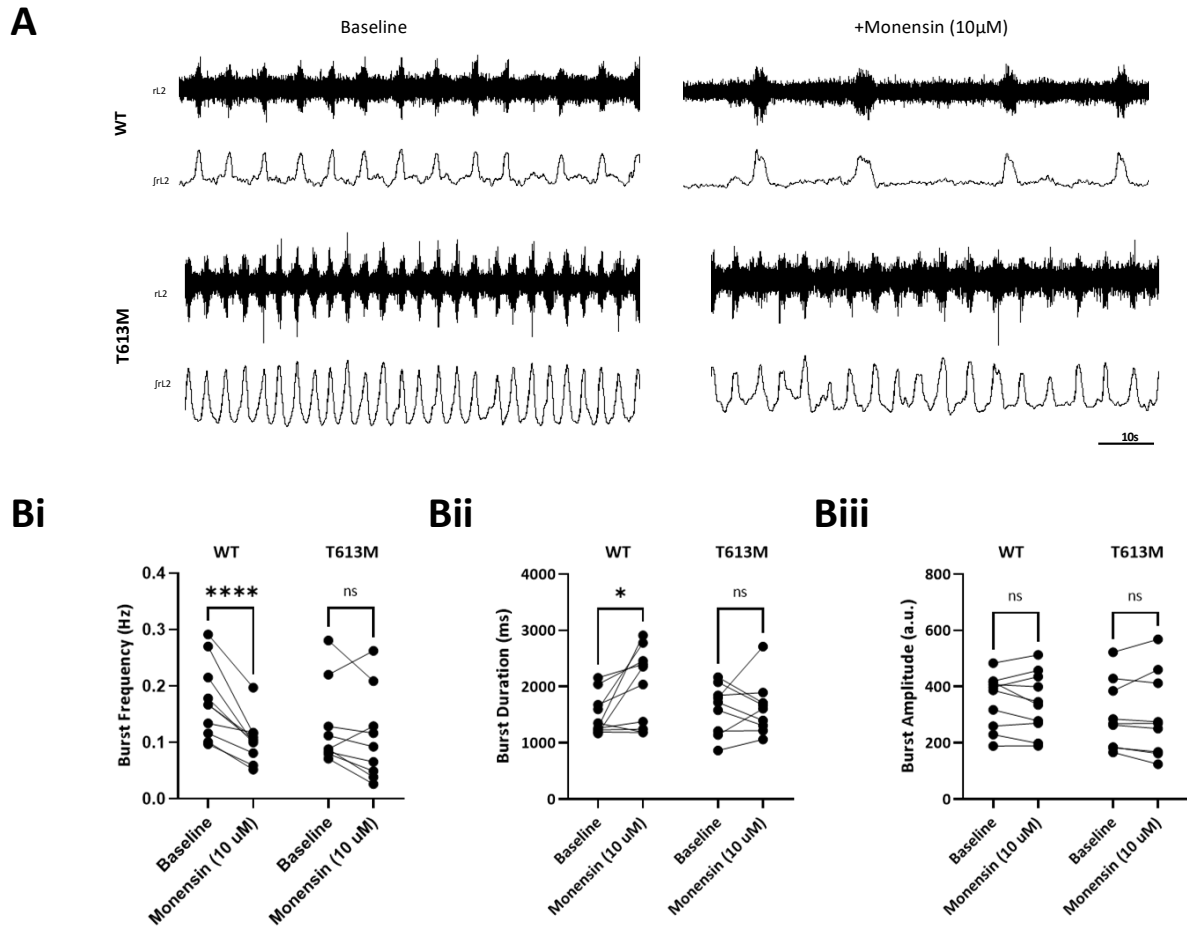 A
Baseline
+Monensin (10µM)
WT
rL2
∫rL2
T613M
rL2
∫rL2
10s
Bi
WT T613M
Burst Frequency (Hz)
0.4
0.3
0.2
0.1
0.0
****
ns
Baseline
Monensin (10 uM)
Baseline
Monensin (10 uM)
Bii
WT T613M
Burst Duration (ms)
4000
3000
2000
1000
0
*
ns
Baseline
Monensin (10 uM)
Baseline
Monensin (10 uM)
Biii
WT T613M
Burst Amplitude (a.u.)
800
600
400
200
0
ns
ns
Baseline
Monensin (10 uM)
Baseline
Monensin (10 uM)